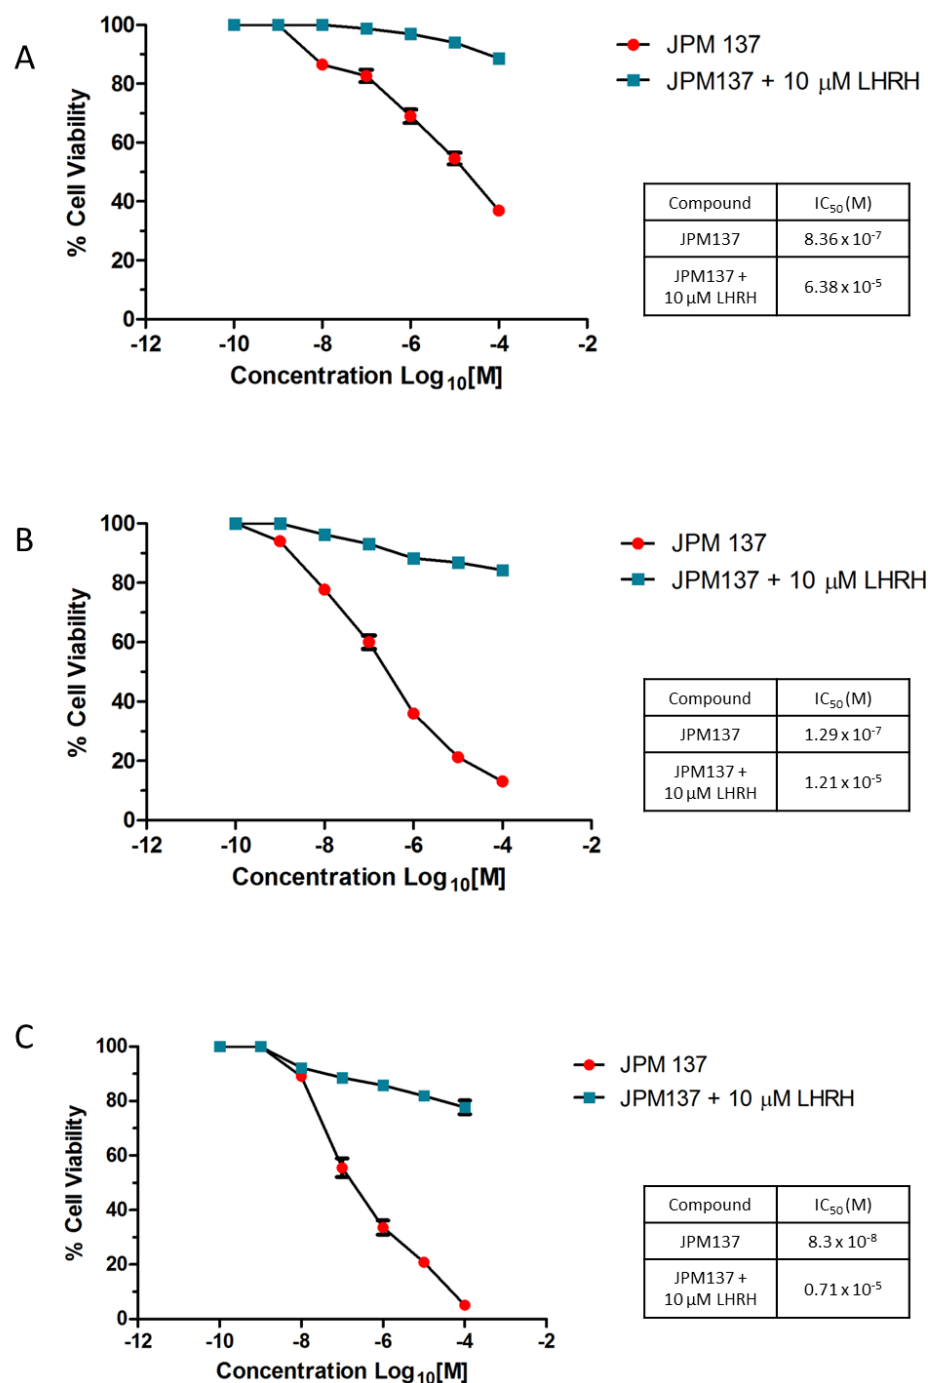 A
% Cell Viability
100
80
60
40
20
0
-12 -10 -8 -6 -4 -2
Concentration Log₁₀[M]
JPM 137
JPM137 + 10 μM LHRH
Compound IC₅₀ (M)
JPM137 8.36 x 10⁻⁷
JPM137 +
10 μM LHRH 6.38 x 10⁻⁵
B
% Cell Viability
100
80
60
40
20
0
-12 -10 -8 -6 -4 -2
Concentration Log₁₀[M]
JPM 137
JPM137 + 10 μM LHRH
Compound IC₅₀ (M)
JPM137 1.29 x 10⁻⁷
JPM137 +
10 μM LHRH 1.21 x 10⁻⁵
C
% Cell Viability
100
80
60
40
20
0
-12 -10 -8 -6 -4 -2
Concentration Log₁₀[M]
JPM 137
JPM137 + 10 μM LHRH
Compound IC₅₀ (M)
JPM137 8.3 x 10⁻⁸
JPM137 +
10 μM LHRH 0.71 x 10⁻⁵